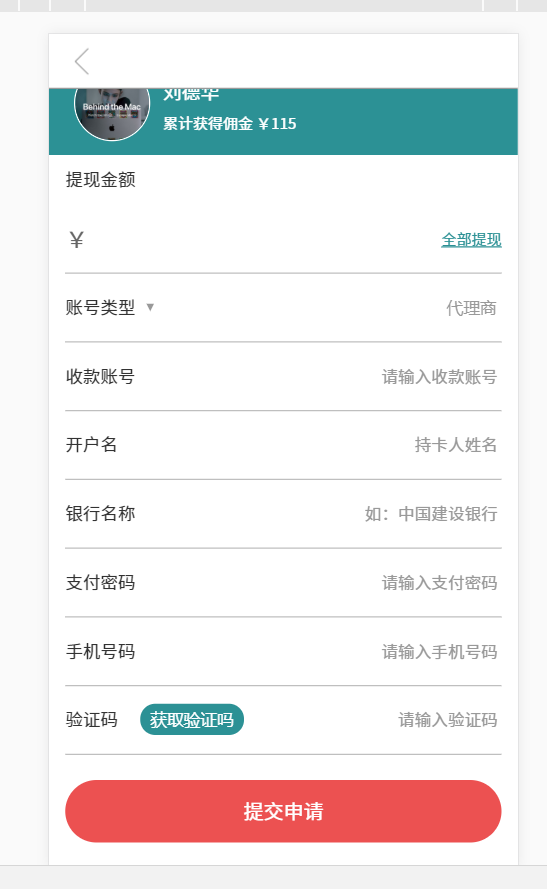 刘德华
Behind the Mac
累计获得佣金 ￥115
提现金额
￥ 全部提现
账号类型 ▼ 代理商
收款账号 请输入收款账号
开户名 持卡人姓名
银行名称 如：中国建设银行
支付密码 请输入支付密码
手机号码 请输入手机号码
验证码 获取验证吗 请输入验证码
提交申请